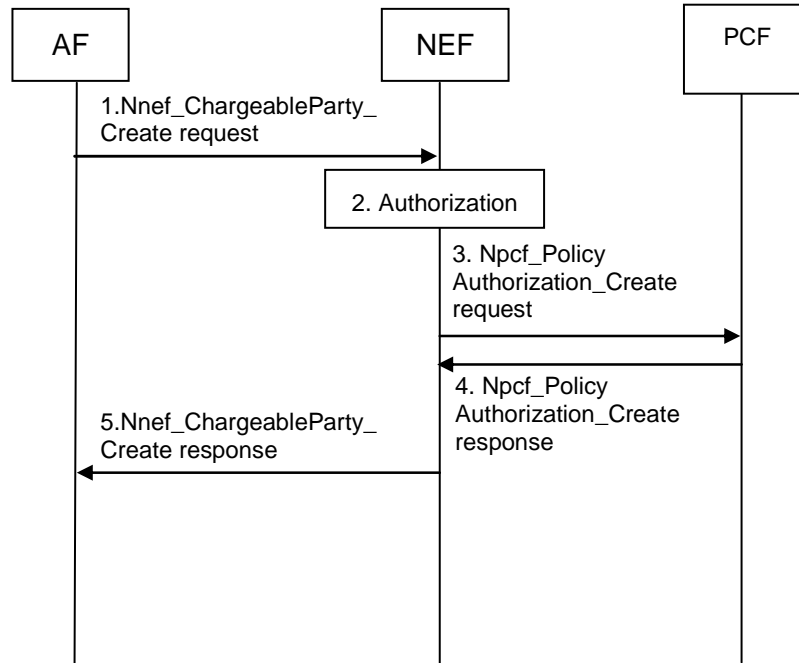 AF
NEF
PCF
1.Nnef_ChargeableParty_
Create request
2. Authorization
3. Npcf_Policy
Authorization_Create
request
4. Npcf_Policy
Authorization_Create
response
5.Nnef_ChargeableParty_
Create response